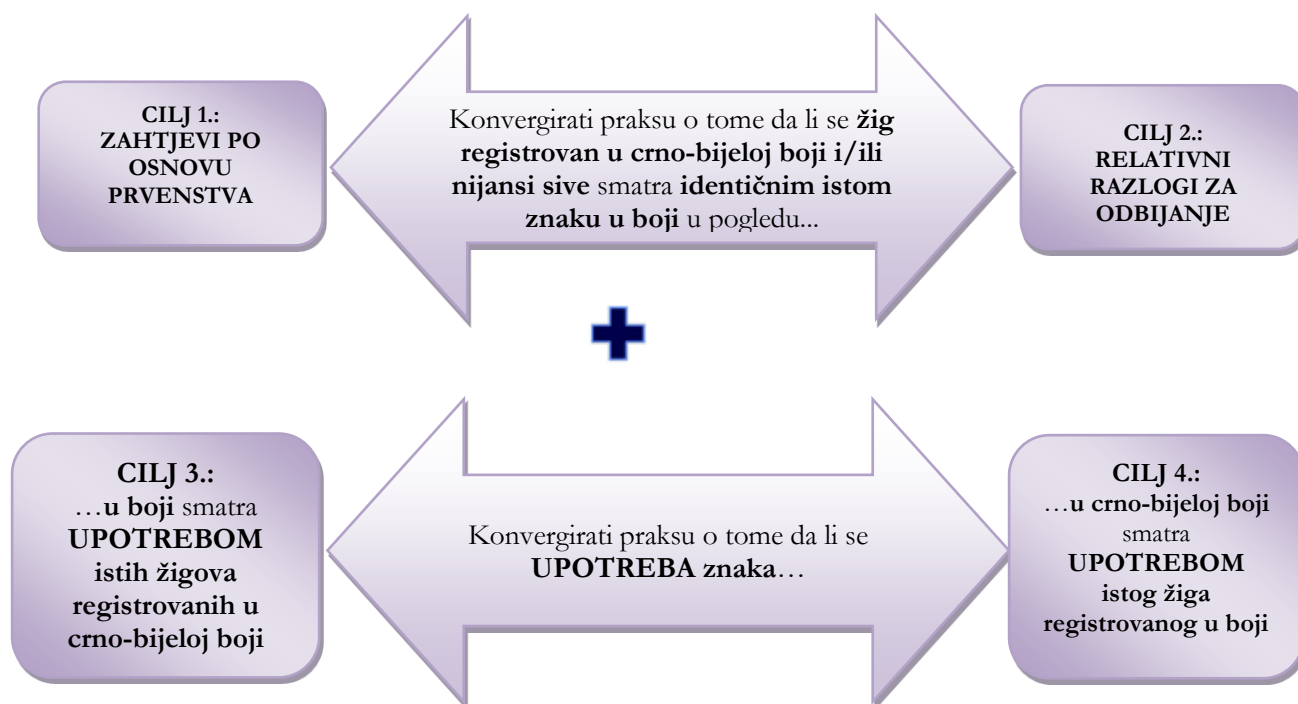 CILJ 1.:
ZAHTJEVI PO
OSNOVU
PRVENSTVA
Konvergirati praksu o tome da li se žig
registrovan u crno-bijeloj boji i/ili
nijansi sive smatra identičnim istom
znaku u boji u pogledu...
CILJ 2.:
RELATIVNI
RAZLOGI ZA
ODBIJANJE
CILJ 3.:
…u boji smatra
UPOTREBOM
istih žigova
registrovanih u
crno-bijeloj boji
Konvergirati praksu o tome da li se
UPOTREBA znaka…
CILJ 4.:
…u crno-bijeloj boji
smatra
UPOTREBOM
istog žiga
registrovanog u boji